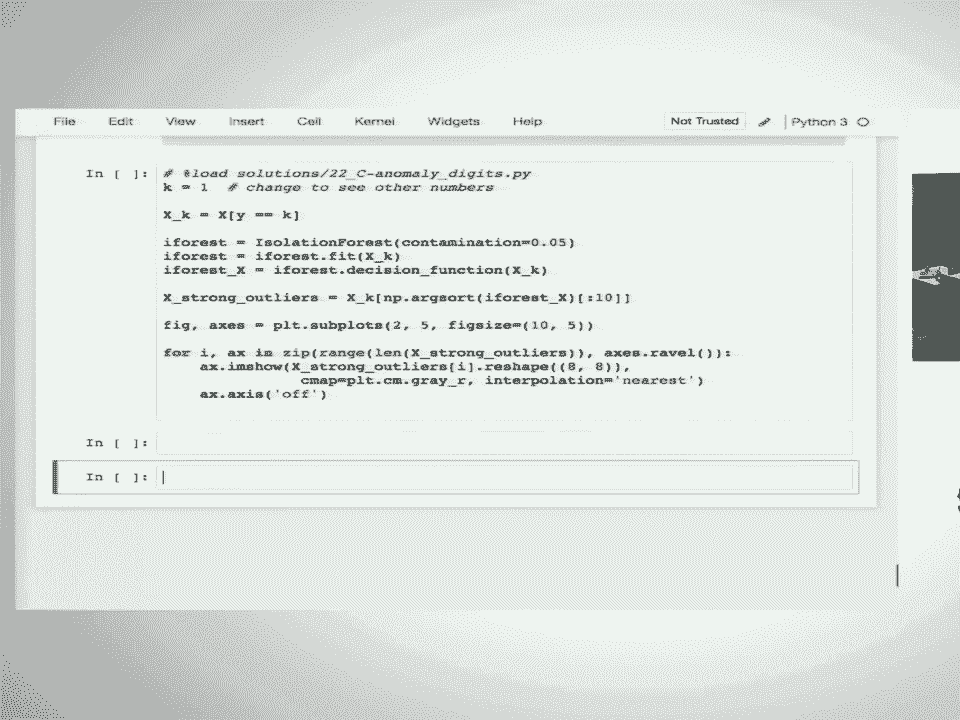 File Edit View Insert Cell Kernel Widgets Help Not Trusted Python 3
In [ ]: # %load solutions/22_C-anomaly_digits.py
k = 1  # change to see other numbers
X_k = X[y == k]
iforest = IsolationForest(contamination=0.05)
iforest = iforest.fit(X_k)
iforest_X = iforest.decision_function(X_k)
X_strong_outliers = X_k[np.argsort(iforest_X)[:10]]
fig, axes = plt.subplots(2, 5, figsize=(10, 5))
for i, ax in zip(range(len(X_strong_outliers)), axes.ravel()):
    ax.imshow(X_strong_outliers[i].reshape((8, 8)),
               cmap=plt.cm.gray_r, interpolation='nearest')
    ax.axis('off')
In [ ]:
In [ ]: